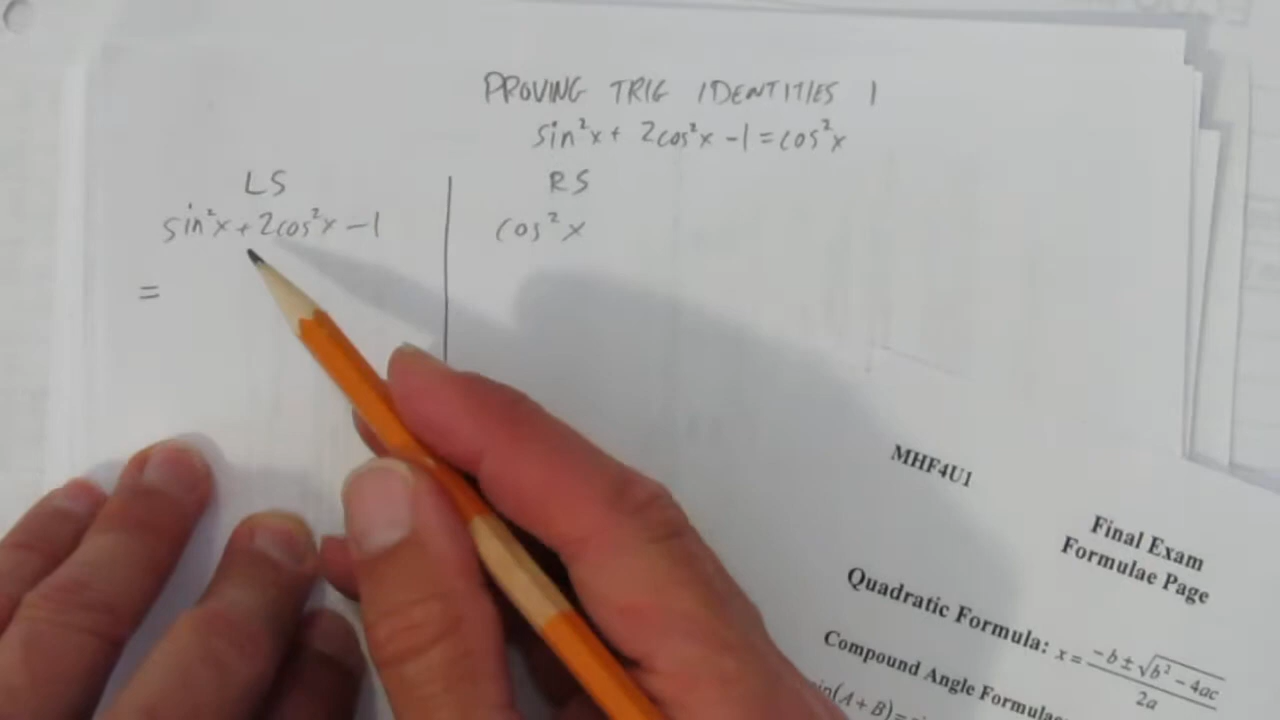 PROVING TRIG IDENTITIES 1
sin²x + 2cos²x - 1 = cos²x
LS
RS
sin²x + 2cos²x - 1
cos²x
=
MHF4U1
Final Exam
Formulae Page
Quadratic Formula: x = (-b ± √(b² - 4ac)) / 2a
Compound Angle Formulae
(A + B) =